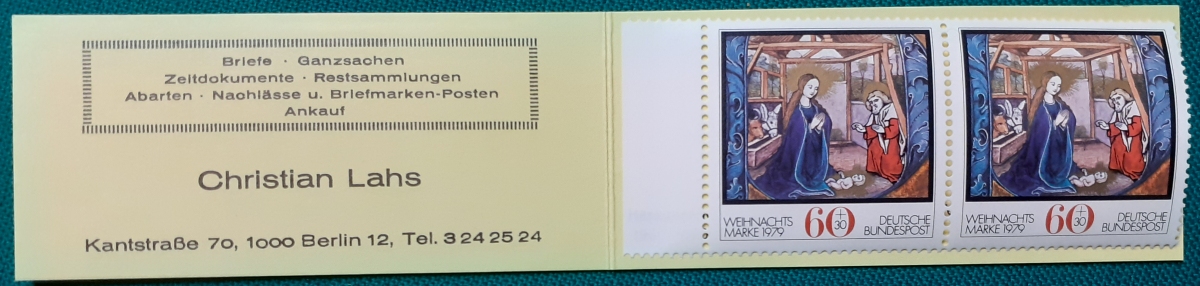 Briefe · Ganzsachen
Zeitdokumente · Restsammlungen
Abarten · Nachlässe u. Briefmarken-Posten
Ankauf
Christian Lahs
Kantstraße 70, 1000 Berlin 12, Tel. 3 24 25 24
WEIHNACHTS
MARKE 1979
60 + 30
DEUTSCHE
BUNDESPOST
WEIHNACHTS
MARKE 1979
60 + 30
DEUTSCHE
BUNDESPOST